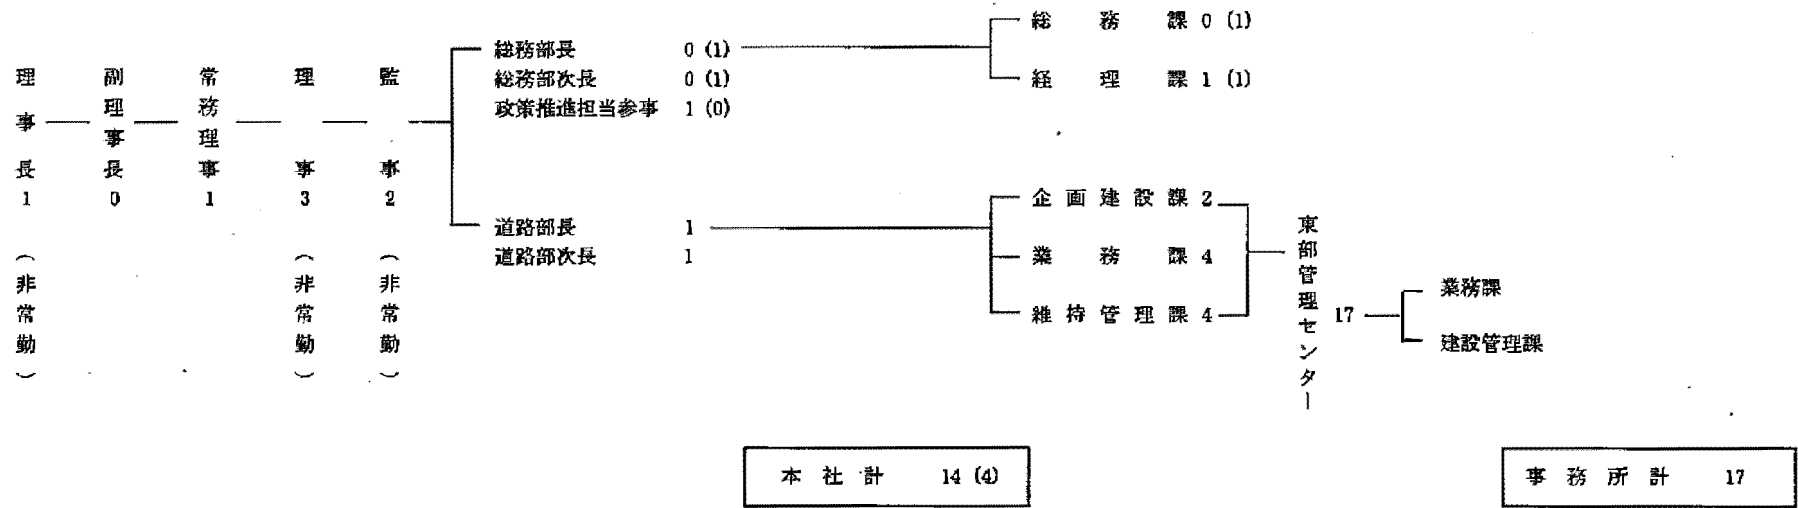 理事長 1 （非常勤）
副理事長 0
常務理事 1
理事 3 （非常勤）
監事 2 （非常勤）
総務部長 0 (1)
総務部次長 0 (1)
政策推進担当参事 1 (0)
総務課 0 (1)
経理課 1 (1)
道路部長 1
道路部次長 1
企画建設課 2
業務課 4
維持管理課 4
東部管理センター 17
業務課
建設管理課
本社計 14 (4)
事務所計 17